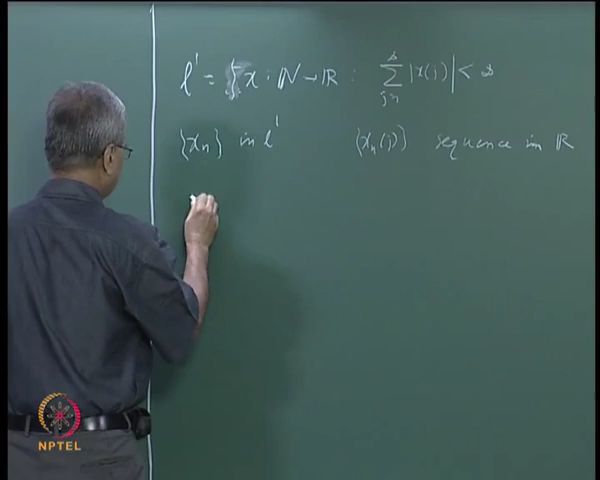 l¹ = {x : ℕ → ℝ : ∑_{j=1}^{∞} |x(j)| < ∞
{xₙ} in l¹ {xₙ(j)} sequence in ℝ
NPTEL